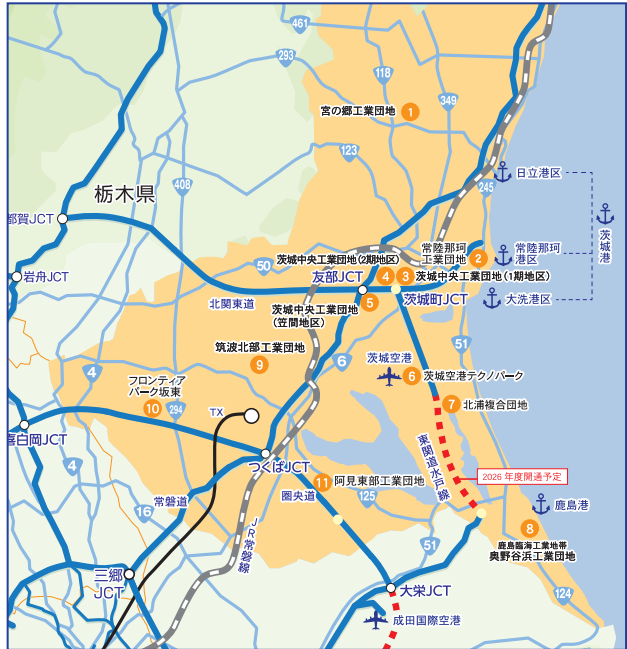 461
293
118
349
宮の郷工業団地
1
123
408
栃木県
245
日立港区
都賀JCT
茨城港
常陸那珂
工業団地
2
常陸那珂
港区
茨城中央工業団地(2期地区)
50
友部JCT
4
3
茨城中央工業団地(1期地区)
岩舟JCT
北関東道
5
茨城町JCT
大洗港区
茨城中央工業団地
(笠間地区)
51
筑波北部工業団地
9
6
茨城空港
6
茨城空港テクノパーク
4
フロンティア
パーク坂東
10
294
TX
7
北浦複合団地
喜白岡JCT
つくばJCT
東関道水戸線
2026年度開通予定
4
11
阿見東部工業団地
常磐道
圏央道
125
16
鹿島港
JR常磐線
8
51
鹿島臨海工業地帯
奥野谷浜工業団地
三郷
JCT
大栄JCT
124
成田国際空港